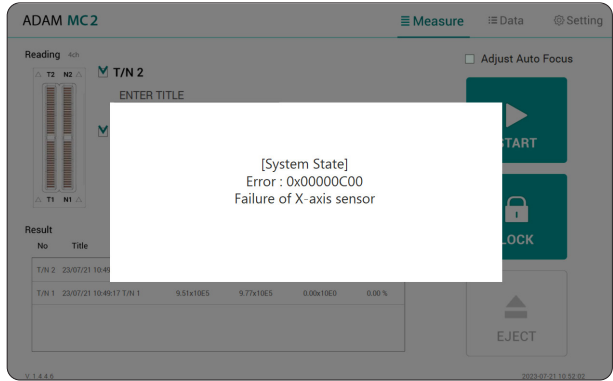 ADAM MC2
Measure
Data
Setting
Reading 4ch
T2 N2
T/N 2
ENTER TITLE
Adjust Auto Focus
[System State]
Error : 0x00000C00
Failure of X-axis sensor
T1 N1
EJECT
Result
No Title
T/N 2 23/07/21 10:49
T/N 1 23/07/21 10:49:17 T/N 1 9.51x10E5 9.77x10E5 0.00x10E0 0.00 %
V. 1.4.4.6
2023-07-21 10:52:02